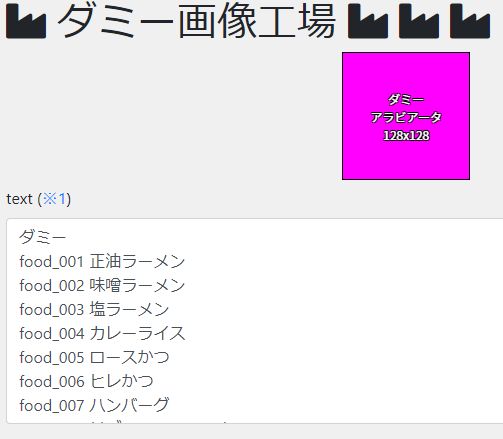 ダミー画像工場
ダミー
アラビアータ
128x128
text (※1)
ダミー
food_001 正油ラーメン
food_002 味噌ラーメン
food_003 塩ラーメン
food_004 カレーライス
food_005 ロースかつ
food_006 ヒレかつ
food_007 ハンバーグ